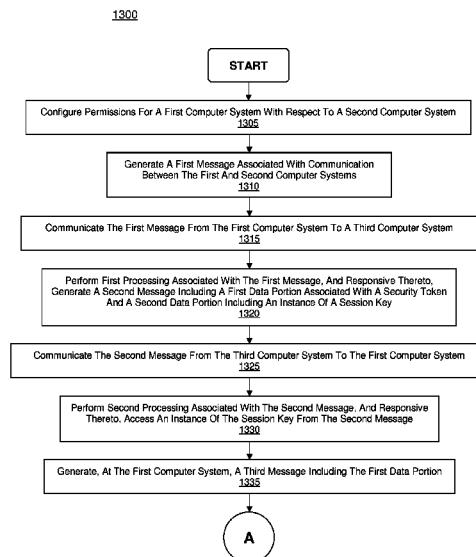 1300
START
Configure Permissions For A First Computer System With Respect To A Second Computer System
1305
Generate A First Message Associated With Communication
Between The First And Second Computer Systems
1310
Communicate The First Message From The First Computer System To A Third Computer System
1315
Perform First Processing Associated With The First Message, And Responsive Thereto,
Generate A Second Message Including A First Data Portion Associated With A Security Token
And A Second Data Portion Including An Instance Of A Session Key
1320
Communicate The Second Message From The Third Computer System To The First Computer System
1325
Perform Second Processing Associated With The Second Message, And Responsive
Thereto, Access An Instance Of The Session Key From The Second Message
1330
Generate, At The First Computer System, A Third Message Including The First Data Portion
1335
A